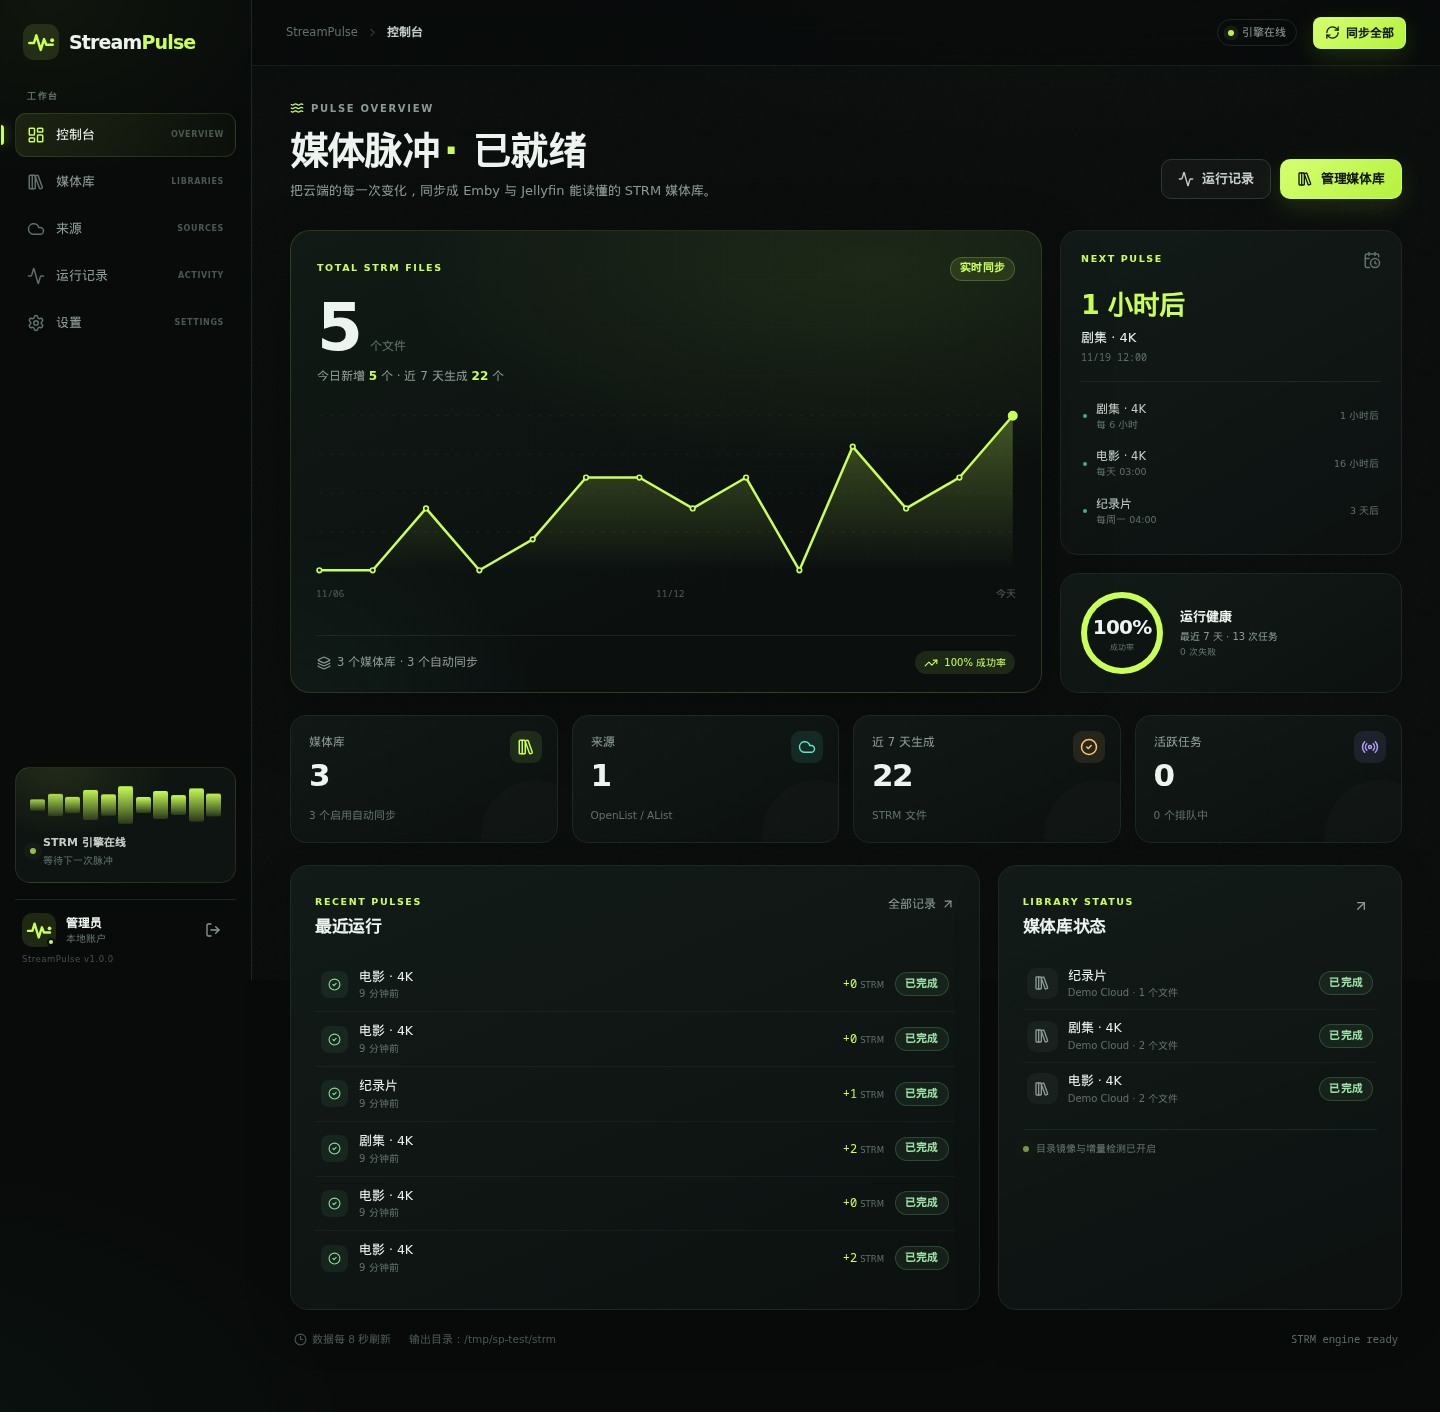 StreamPulse
工作台
控制台 OVERVIEW
媒体库 LIBRARIES
来源 SOURCES
运行记录 ACTIVITY
设置 SETTINGS
STRM 引擎在线
等待下一次脉冲
管理员
本地账户
StreamPulse v1.0.0
StreamPulse > 控制台
引擎在线
同步全部
PULSE OVERVIEW
媒体脉冲· 已就绪
把云端的每一次变化，同步成 Emby 与 Jellyfin 能读懂的 STRM 媒体库。
运行记录
管理媒体库
TOTAL STRM FILES
实时同步
5 个文件
今日新增 5 个 · 近 7 天生成 22 个
11/06 11/12 今天
3 个媒体库 · 3 个自动同步
100% 成功率
NEXT PULSE
1 小时后
剧集 · 4K
11/19 12:00
剧集 · 4K
每 6 小时
1 小时后
电影 · 4K
每天 03:00
16 小时后
纪录片
每周一 04:00
3 天后
100%
成功率
运行健康
最近 7 天 · 13 次任务
0 次失败
媒体库
3
3 个启用自动同步
来源
1
OpenList / AList
近 7 天生成
22
STRM 文件
活跃任务
0
0 个排队中
RECENT PULSES
最近运行
全部记录
电影 · 4K
9 分钟前
+0 STRM 已完成
电影 · 4K
9 分钟前
+0 STRM 已完成
纪录片
9 分钟前
+1 STRM 已完成
剧集 · 4K
9 分钟前
+2 STRM 已完成
电影 · 4K
9 分钟前
+0 STRM 已完成
电影 · 4K
9 分钟前
+2 STRM 已完成
LIBRARY STATUS
媒体库状态
纪录片
Demo Cloud · 1 个文件
已完成
剧集 · 4K
Demo Cloud · 2 个文件
已完成
电影 · 4K
Demo Cloud · 2 个文件
已完成
目录镜像与增量检测已开启
数据每 8 秒刷新 输出目录：/tmp/sp-test/strm
STRM engine ready